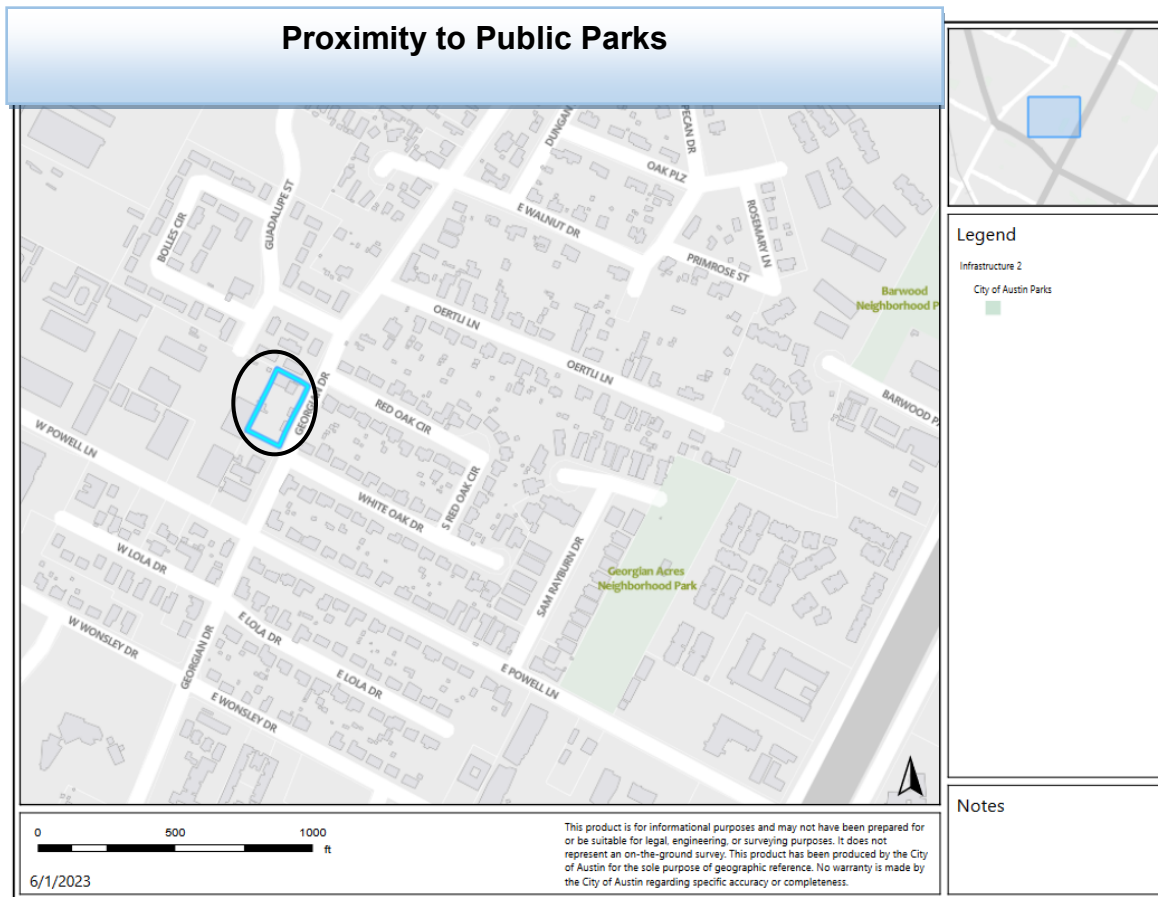 Proximity to Public Parks
DUNGAN
PECAN DR
OAK PLZ
GUADALUPE ST
BOLLES CIR
E WALNUT DR
ROSEMARY LN
PRIMROSE ST
Barwood
Neighborhood P
OERTLI LN
OERTLI LN
BARWOOD PA
GEORGIAN DR
RED OAK CIR
W POWELL LN
S RED OAK CIR
WHITE OAK DR
W LOLA DR
SAM RAYBURN DR
Georgian Acres
Neighborhood Park
E LOLA DR
W WONSLEY DR
GEORGIAN DR
E LOLA DR
E POWELL LN
E WONSLEY DR
Legend
Infrastructure 2
City of Austin Parks
Notes
0 500 1000
ft
6/1/2023
This product is for informational purposes and may not have been prepared for
or be suitable for legal, engineering, or surveying purposes. It does not
represent an on-the-ground survey. This product has been produced by the City
of Austin for the sole purpose of geographic reference. No warranty is made by
the City of Austin regarding specific accuracy or completeness.